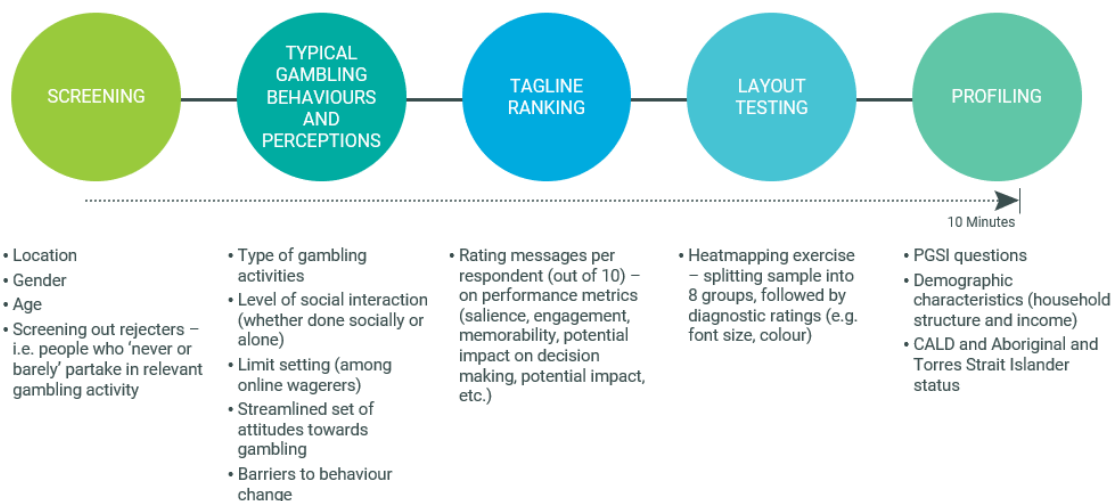 SCREENING
TYPICAL
GAMBLING
BEHAVIOURS
AND
PERCEPTIONS
TAGLINE
RANKING
LAYOUT
TESTING
PROFILING
10 Minutes
• Location
• Gender
• Age
• Screening out rejecters –
i.e. people who ‘never or
barely’ partake in relevant
gambling activity
• Type of gambling
activities
• Level of social interaction
(whether done socially or
alone)
• Limit setting (among
online wagerers)
• Streamlined set of
attitudes towards
gambling
• Barriers to behaviour
change
• Rating messages per
respondent (out of 10) –
on performance metrics
(salience, engagement,
memorability, potential
impact on decision
making, potential impact,
etc.)
• Heatmapping exercise
– splitting sample into
8 groups, followed by
diagnostic ratings (e.g.
font size, colour)
• PGSI questions
• Demographic
characteristics (household
structure and income)
• CALD and Aboriginal and
Torres Strait Islander
status